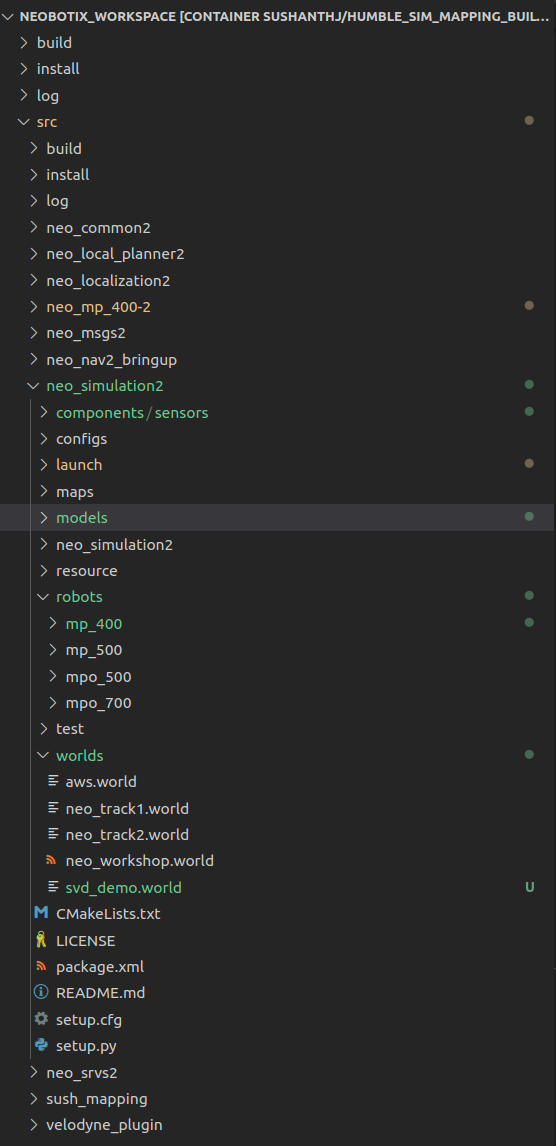 NEOBOTIX_WORKSPACE [CONTAINER SUSHANTHJ/HUMBLE_SIM_MAPPING_BUIL...
build
install
log
src
build
install
log
neo_common2
neo_local_planner2
neo_localization2
neo_mp_400-2
neo_msgs2
neo_nav2_bringup
neo_simulation2
components/sensors
configs
launch
maps
models
neo_simulation2
resource
robots
mp_400
mp_500
mpo_500
mpo_700
test
worlds
aws.world
neo_track1.world
neo_track2.world
neo_workshop.world
svd_demo.world U
CMakeLists.txt
LICENSE
package.xml
README.md
setup.cfg
setup.py
neo_srvs2
sush_mapping
velodyne_plugin